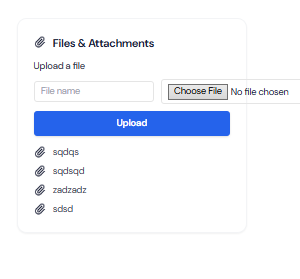 Files & Attachments
Upload a file
File name
Choose File No file chosen
Upload
sqdqs
sqdsqd
zadzadz
sdsd